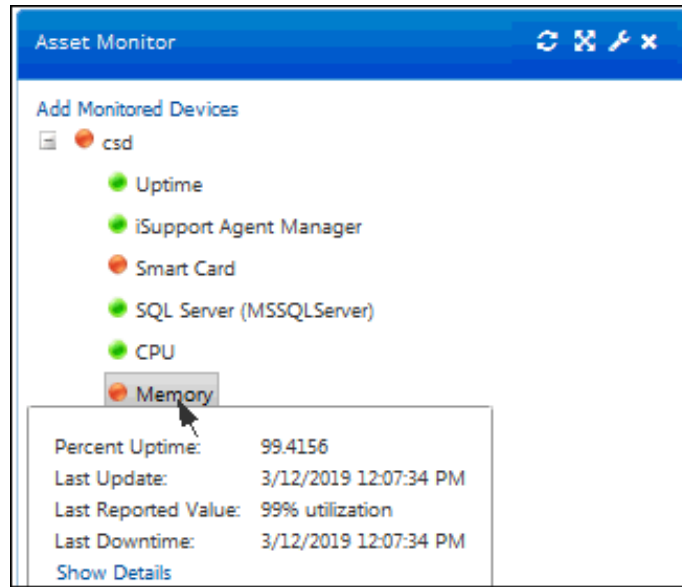 Asset Monitor
Add Monitored Devices
csd
Uptime
iSupport Agent Manager
Smart Card
SQL Server (MSSQLServer)
CPU
Memory
Percent Uptime: 99.4156
Last Update: 3/12/2019 12:07:34 PM
Last Reported Value: 99% utilization
Last Downtime: 3/12/2019 12:07:34 PM
Show Details